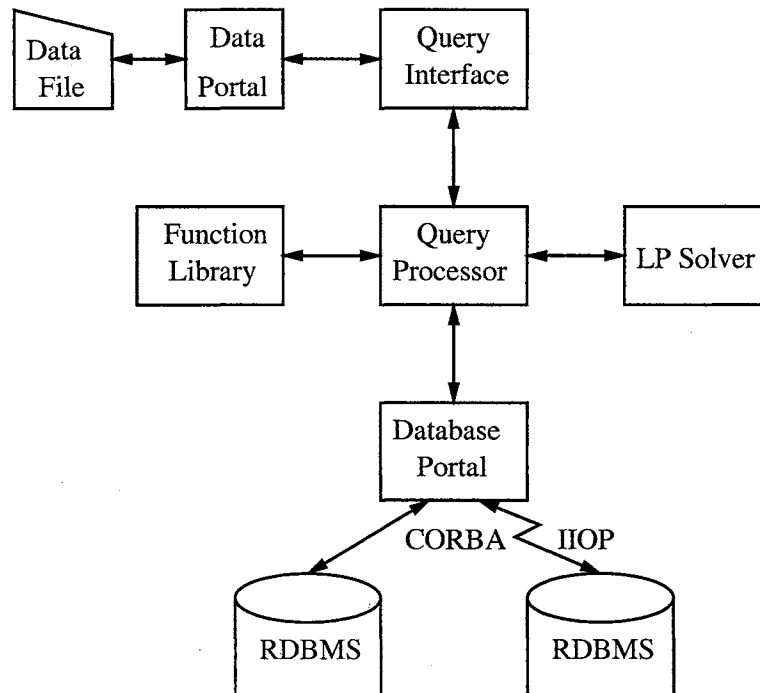 Data
File
Data
Portal
Query
Interface
Function
Library
Query
Processor
LP Solver
Database
Portal
CORBA
IIOP
RDBMS
RDBMS